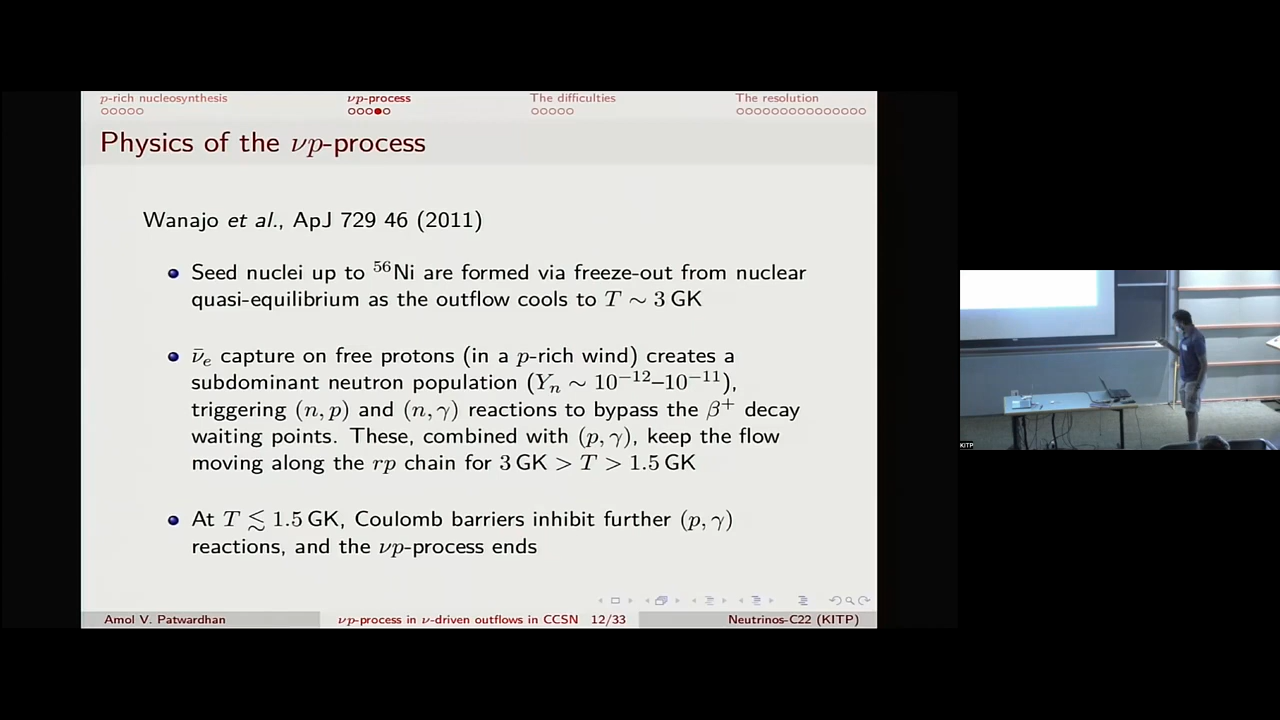 p-rich nucleosynthesis νp-process The difficulties The resolution
Physics of the νp-process
Wanajo et al., ApJ 729 46 (2011)
Seed nuclei up to ⁵⁶Ni are formed via freeze-out from nuclear
quasi-equilibrium as the outflow cools to T ∼ 3 GK
ν̄ₑ capture on free protons (in a p-rich wind) creates a
subdominant neutron population (Yₙ ∼ 10⁻¹²–10⁻¹¹),
triggering (n, p) and (n, γ) reactions to bypass the β⁺ decay
waiting points. These, combined with (p, γ), keep the flow
moving along the rp chain for 3 GK > T > 1.5 GK
At T ≲ 1.5 GK, Coulomb barriers inhibit further (p, γ)
reactions, and the νp-process ends
Amol V. Patwardhan νp-process in ν-driven outflows in CCSN 12/33 Neutrinos-C22 (KITP)
KITP